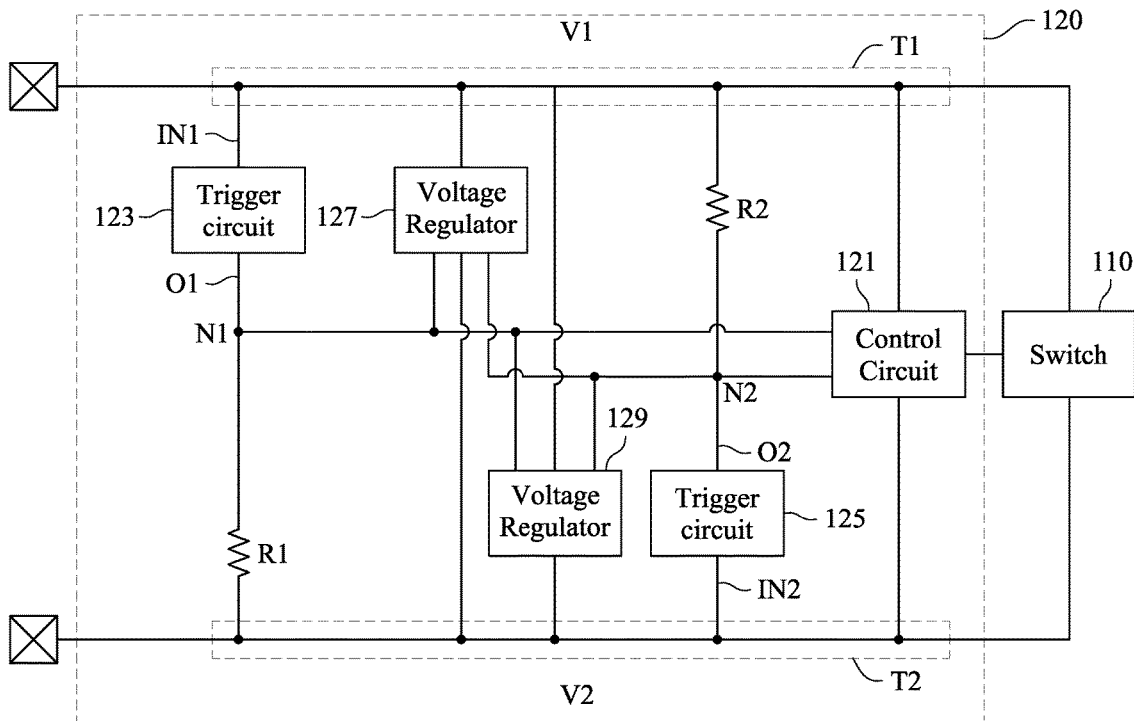 V1
120
T1
IN1
Trigger
circuit
123
Voltage
Regulator
127
R2
O1
121
110
N1
Control
Circuit
Switch
N2
129
O2
Voltage
Regulator
Trigger
circuit
125
R1
IN2
T2
V2